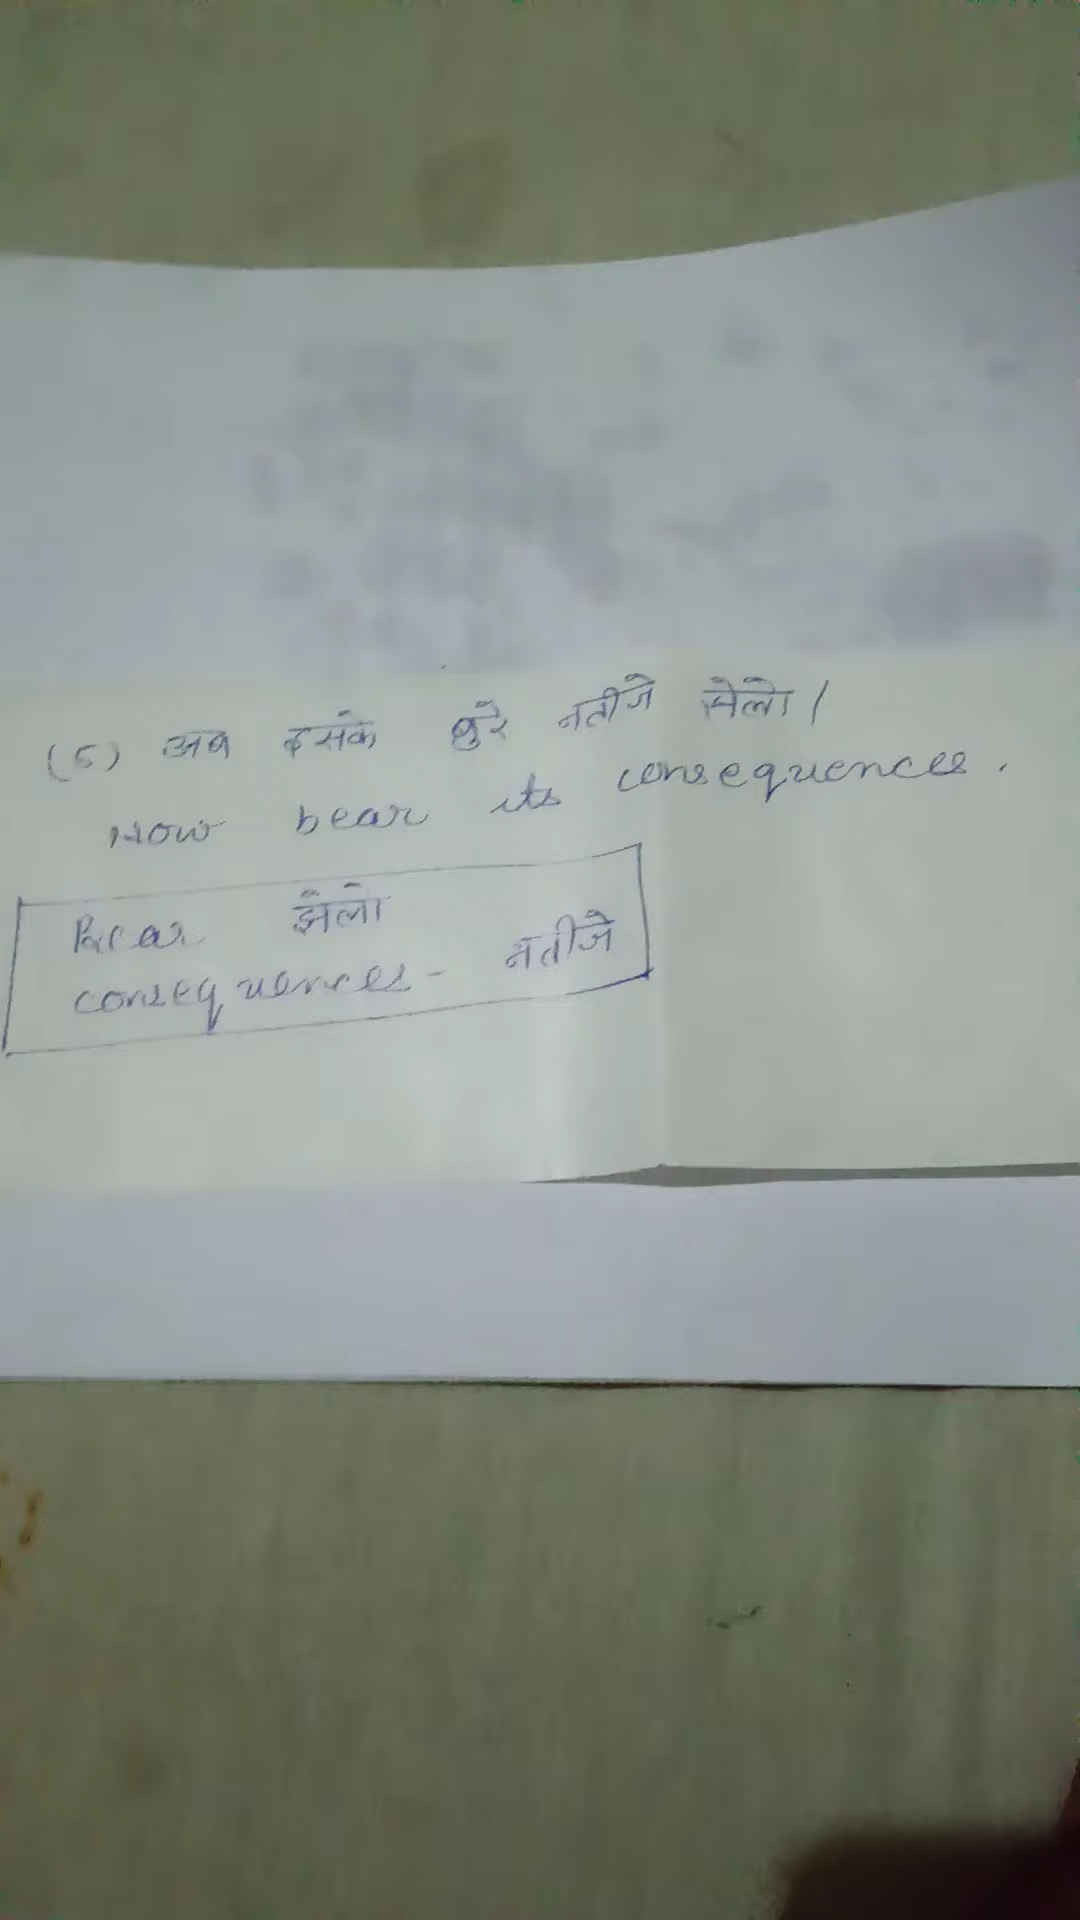 (5) अब इसके बुरे नतीजे झेलो।
Now bear its consequences.
Bear झेलो
consequences - नतीजे